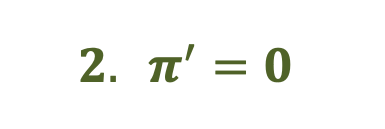 2. π′ = 0